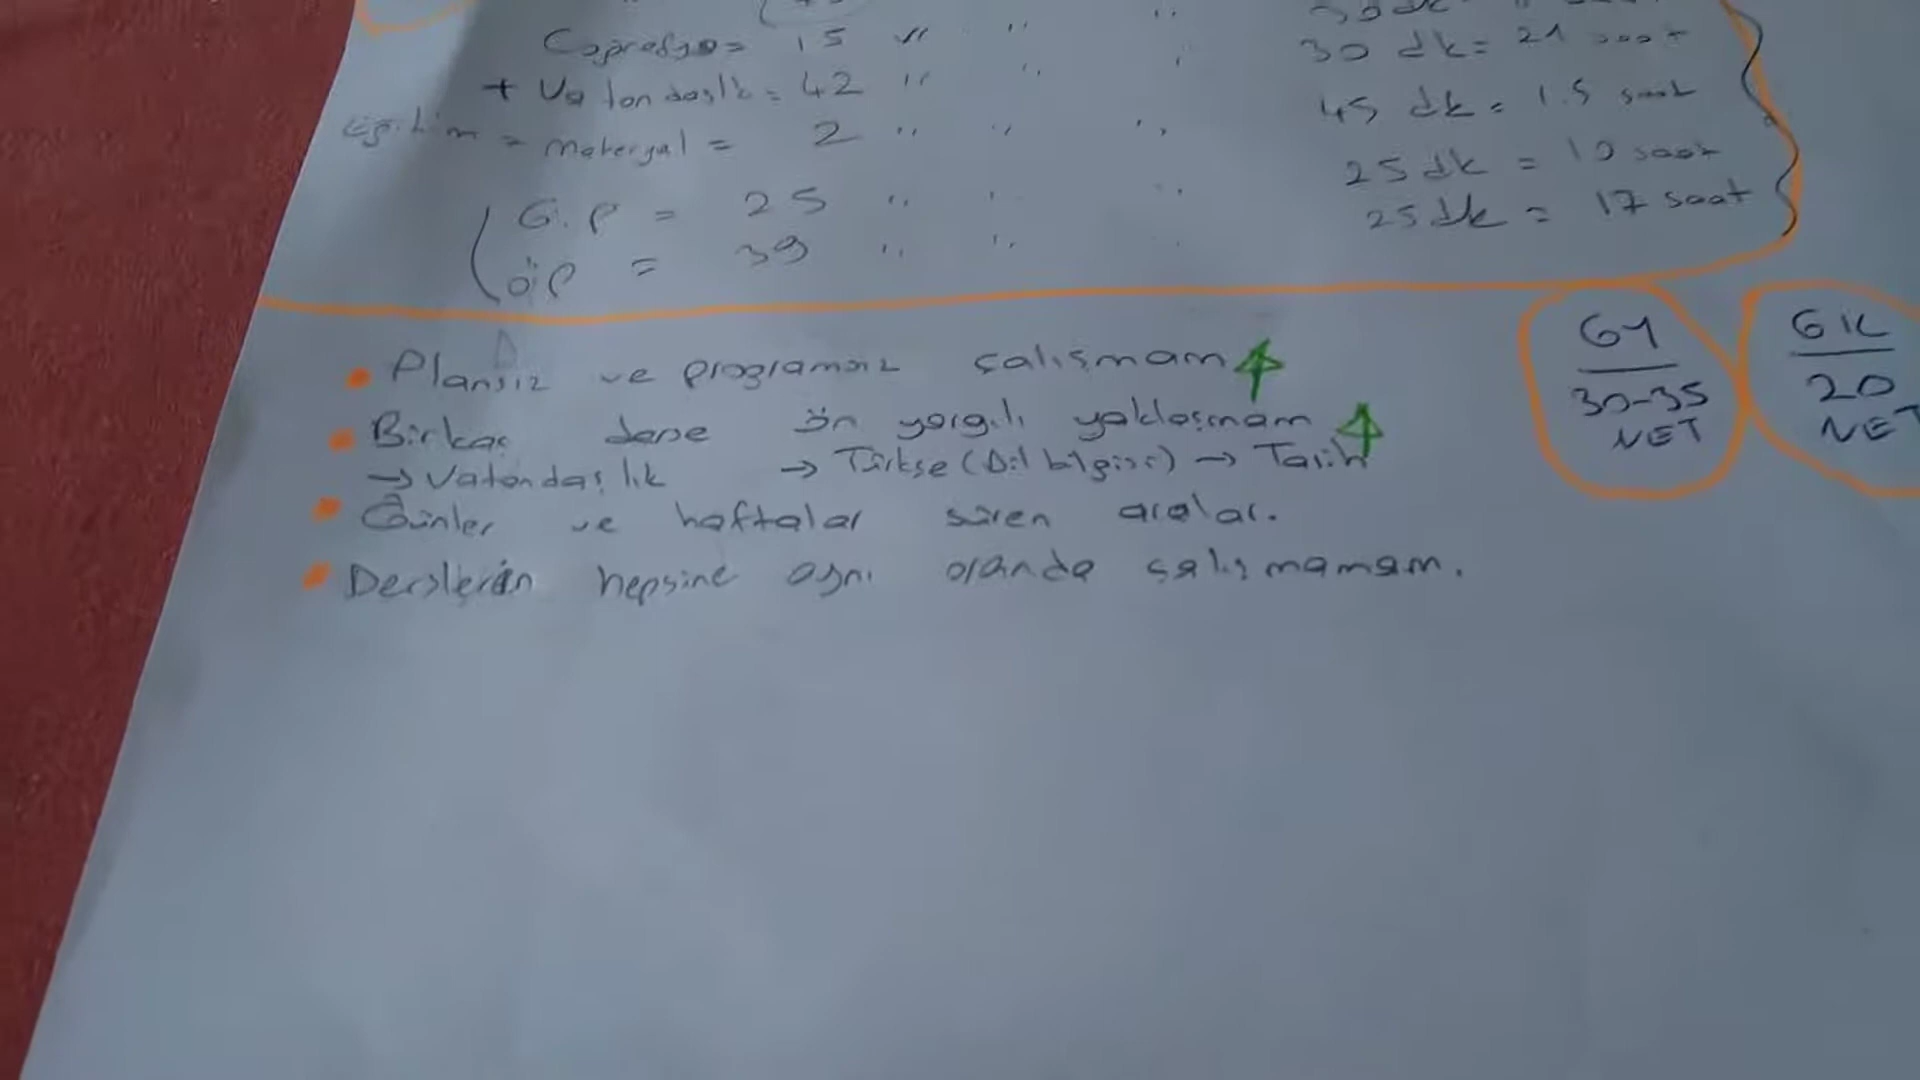 Coğrafya = 15 " " "
30 dk = 21 saat
+ Vatandaşlık = 42 " " "
45 dk = 1.5 saat
Eğitim = materyal = 2 " " "
25 dk = 10 saat
G.P = 25 " " "
25 dk = 17 saat
Ö.P = 39 " " "
GY
30-35
NET
GK
20
NET
Plansız ve programsız çalışmam
Birkaç derse ön yargılı yaklaşmam
→ Vatandaşlık → Türkçe (Dil bilgisi) → Tarih
Günler ve haftalar süren aralar.
Derslerin hepsine aynı oranda çalışmamam.